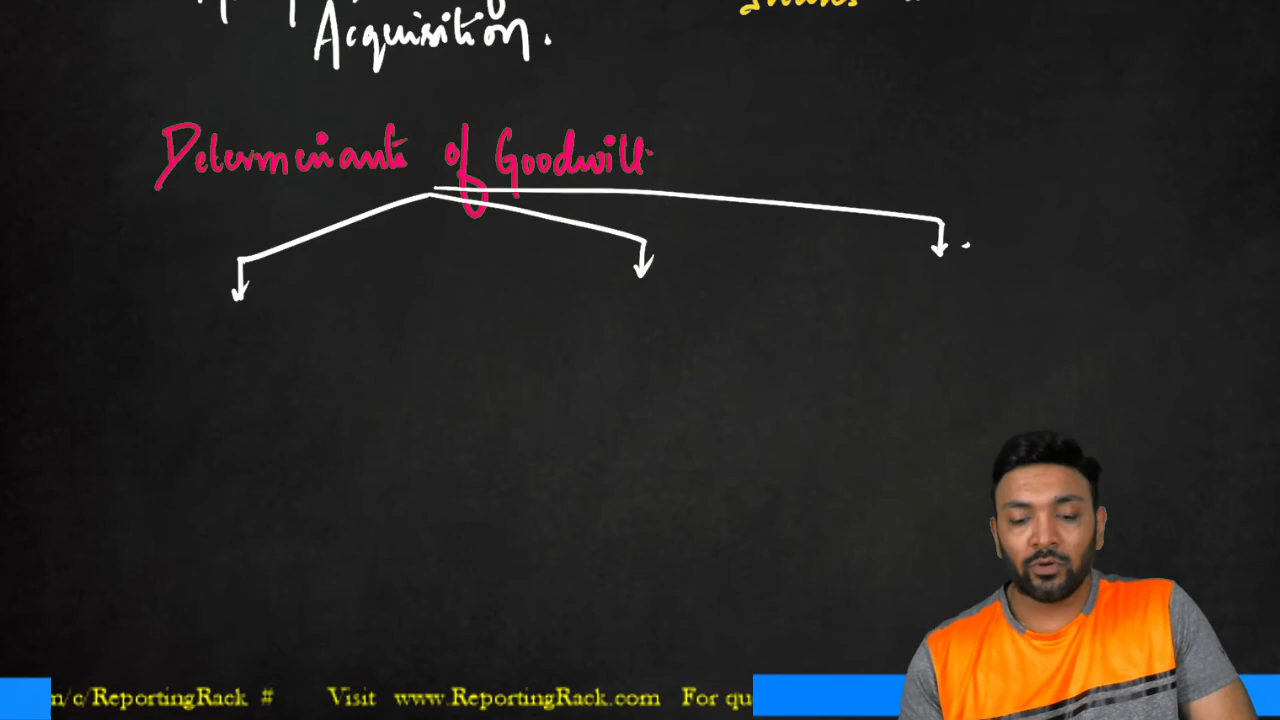 Acquisition.
Determinants of Goodwill
m/c/ReportingRack # Visit www.ReportingRack.com For qu